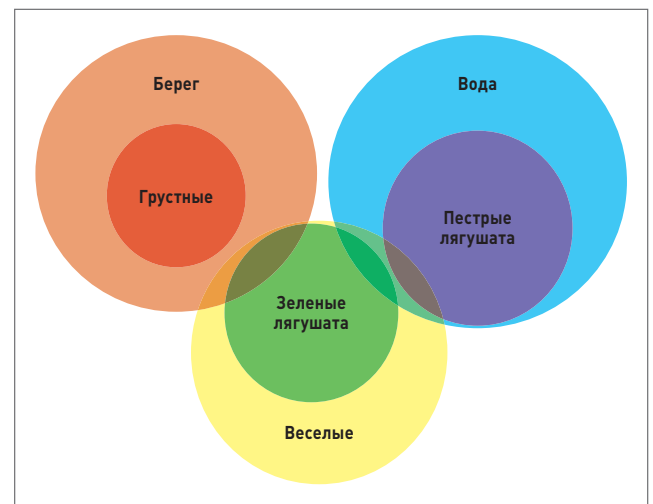 Берег
Вода
Грустные
Пестрые
лягушата
Зеленые
лягушата
Веселые